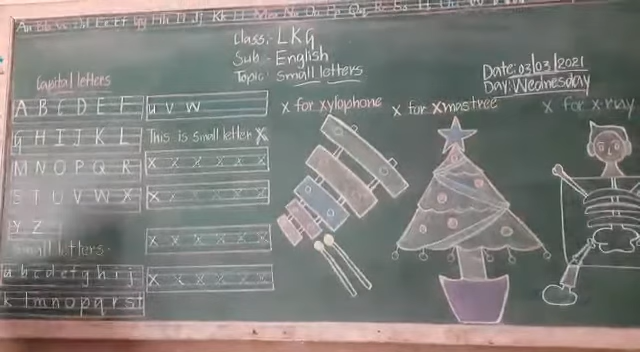 Class:- LKG
Sub:- English
Topic:- Small letters
Date: 03/03/2021
Day: Wednesday
Capital letters
A B C D E F
G H I J K L
M N O P Q R
S T U V W X
Y Z
Small letters-
a b c d e f g h i j
k l m n o p q r s t
u v w
This is small letter x
x x x x x x
x x x x x x
x x x x x x
x x x x x x
x for xylophone
x for xmas tree
x for x-ray